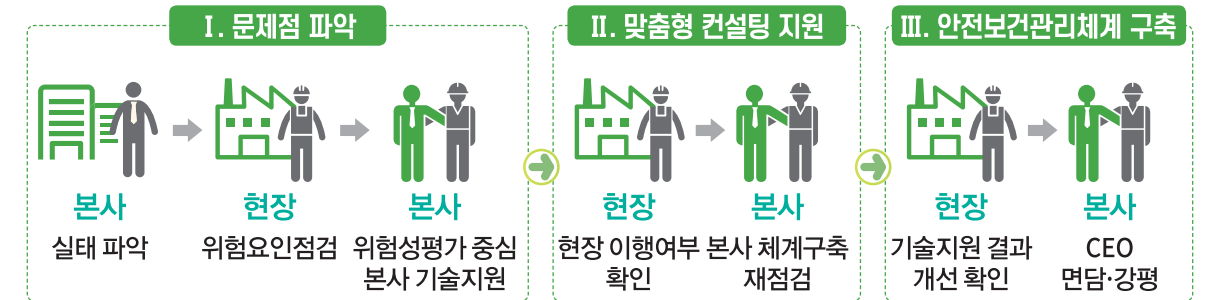 Ⅰ. 문제점 파악
본사
실태 파악
현장
위험요인점검
본사
위험성평가 중심
본사 기술지원
Ⅱ. 맞춤형 컨설팅 지원
현장
현장 이행여부
확인
본사
본사 체계구축
재점검
Ⅲ. 안전보건관리체계 구축
현장
기술지원 결과
개선 확인
본사
CEO
면담·강평